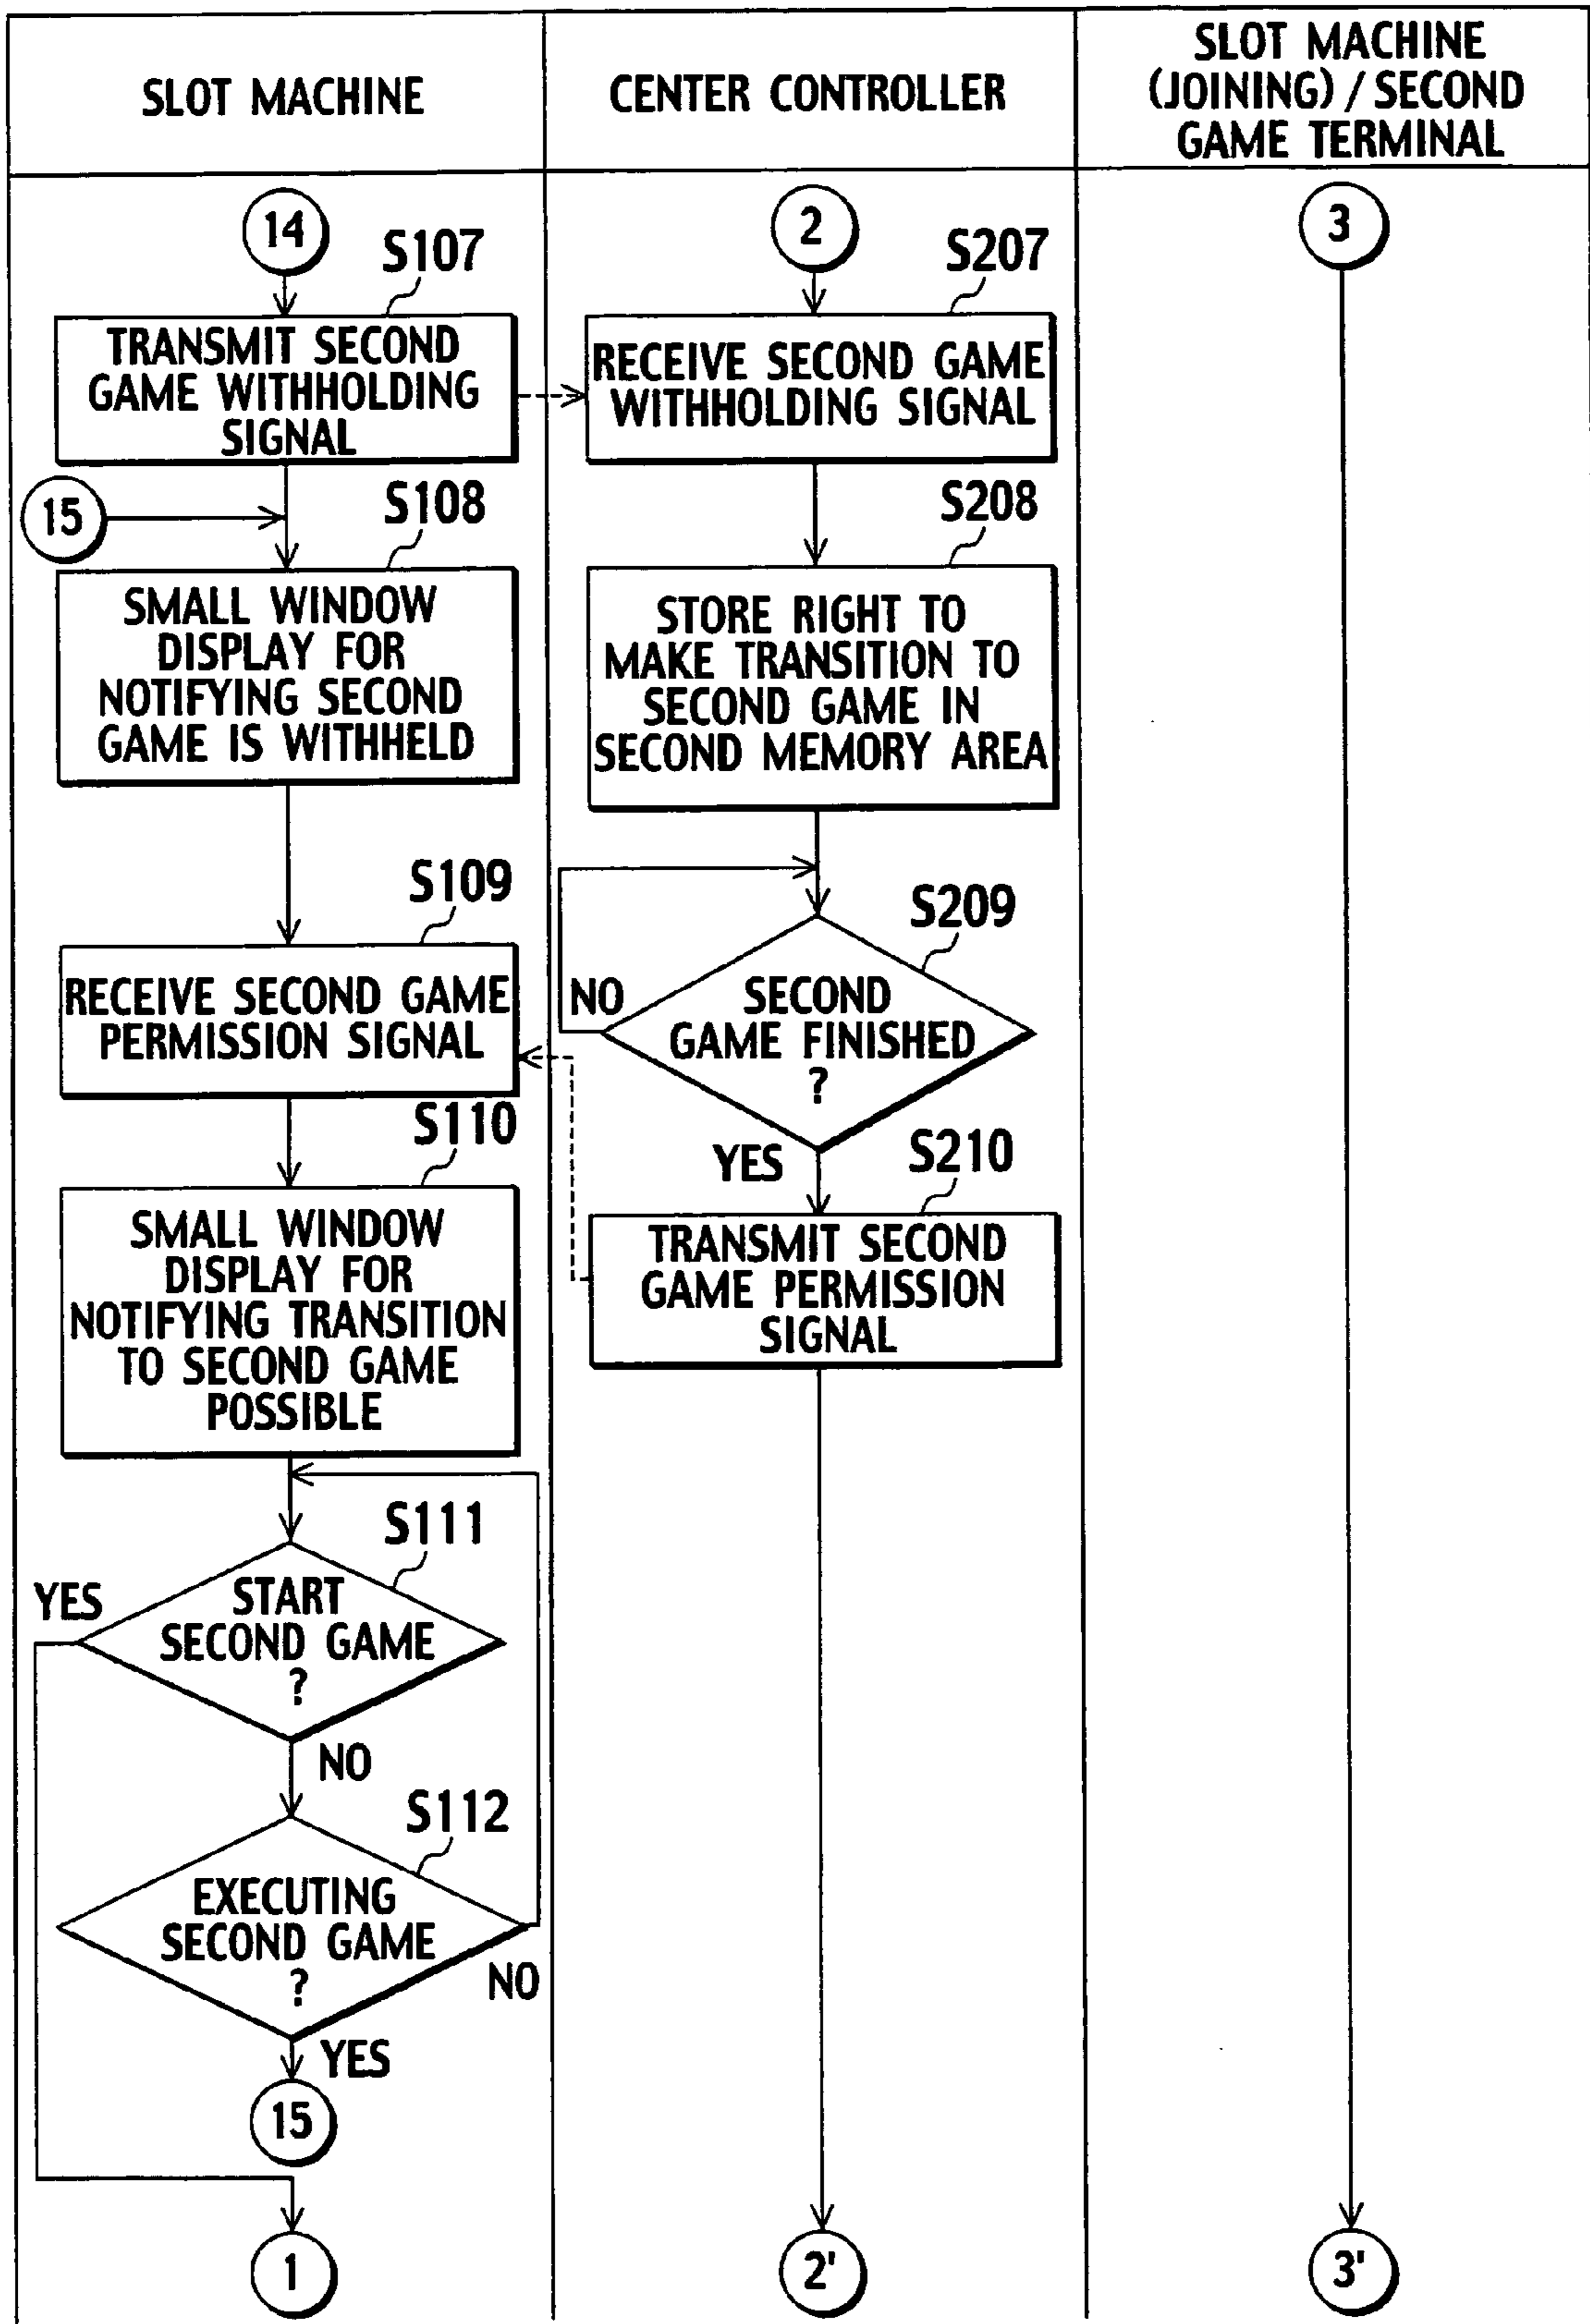 SLOT MACHINE
CENTER CONTROLLER
SLOT MACHINE
(JOINING) / SECOND
GAME TERMINAL
14
S107
TRANSMIT SECOND
GAME WITHHOLDING
SIGNAL
15
S108
SMALL WINDOW
DISPLAY FOR
NOTIFYING SECOND
GAME IS WITHHELD
S109
RECEIVE SECOND GAME
PERMISSION SIGNAL
S110
SMALL WINDOW
DISPLAY FOR
NOTIFYING TRANSITION
TO SECOND GAME
POSSIBLE
S111
YES
START
SECOND GAME
?
NO
S112
EXECUTING
SECOND GAME
?
NO
YES
15
1
2
S207
RECEIVE SECOND GAME
WITHHOLDING SIGNAL
S208
STORE RIGHT TO
MAKE TRANSITION TO
SECOND GAME IN
SECOND MEMORY AREA
S209
NO
SECOND
GAME FINISHED
?
YES
S210
TRANSMIT SECOND
GAME PERMISSION
SIGNAL
2'
3
3'